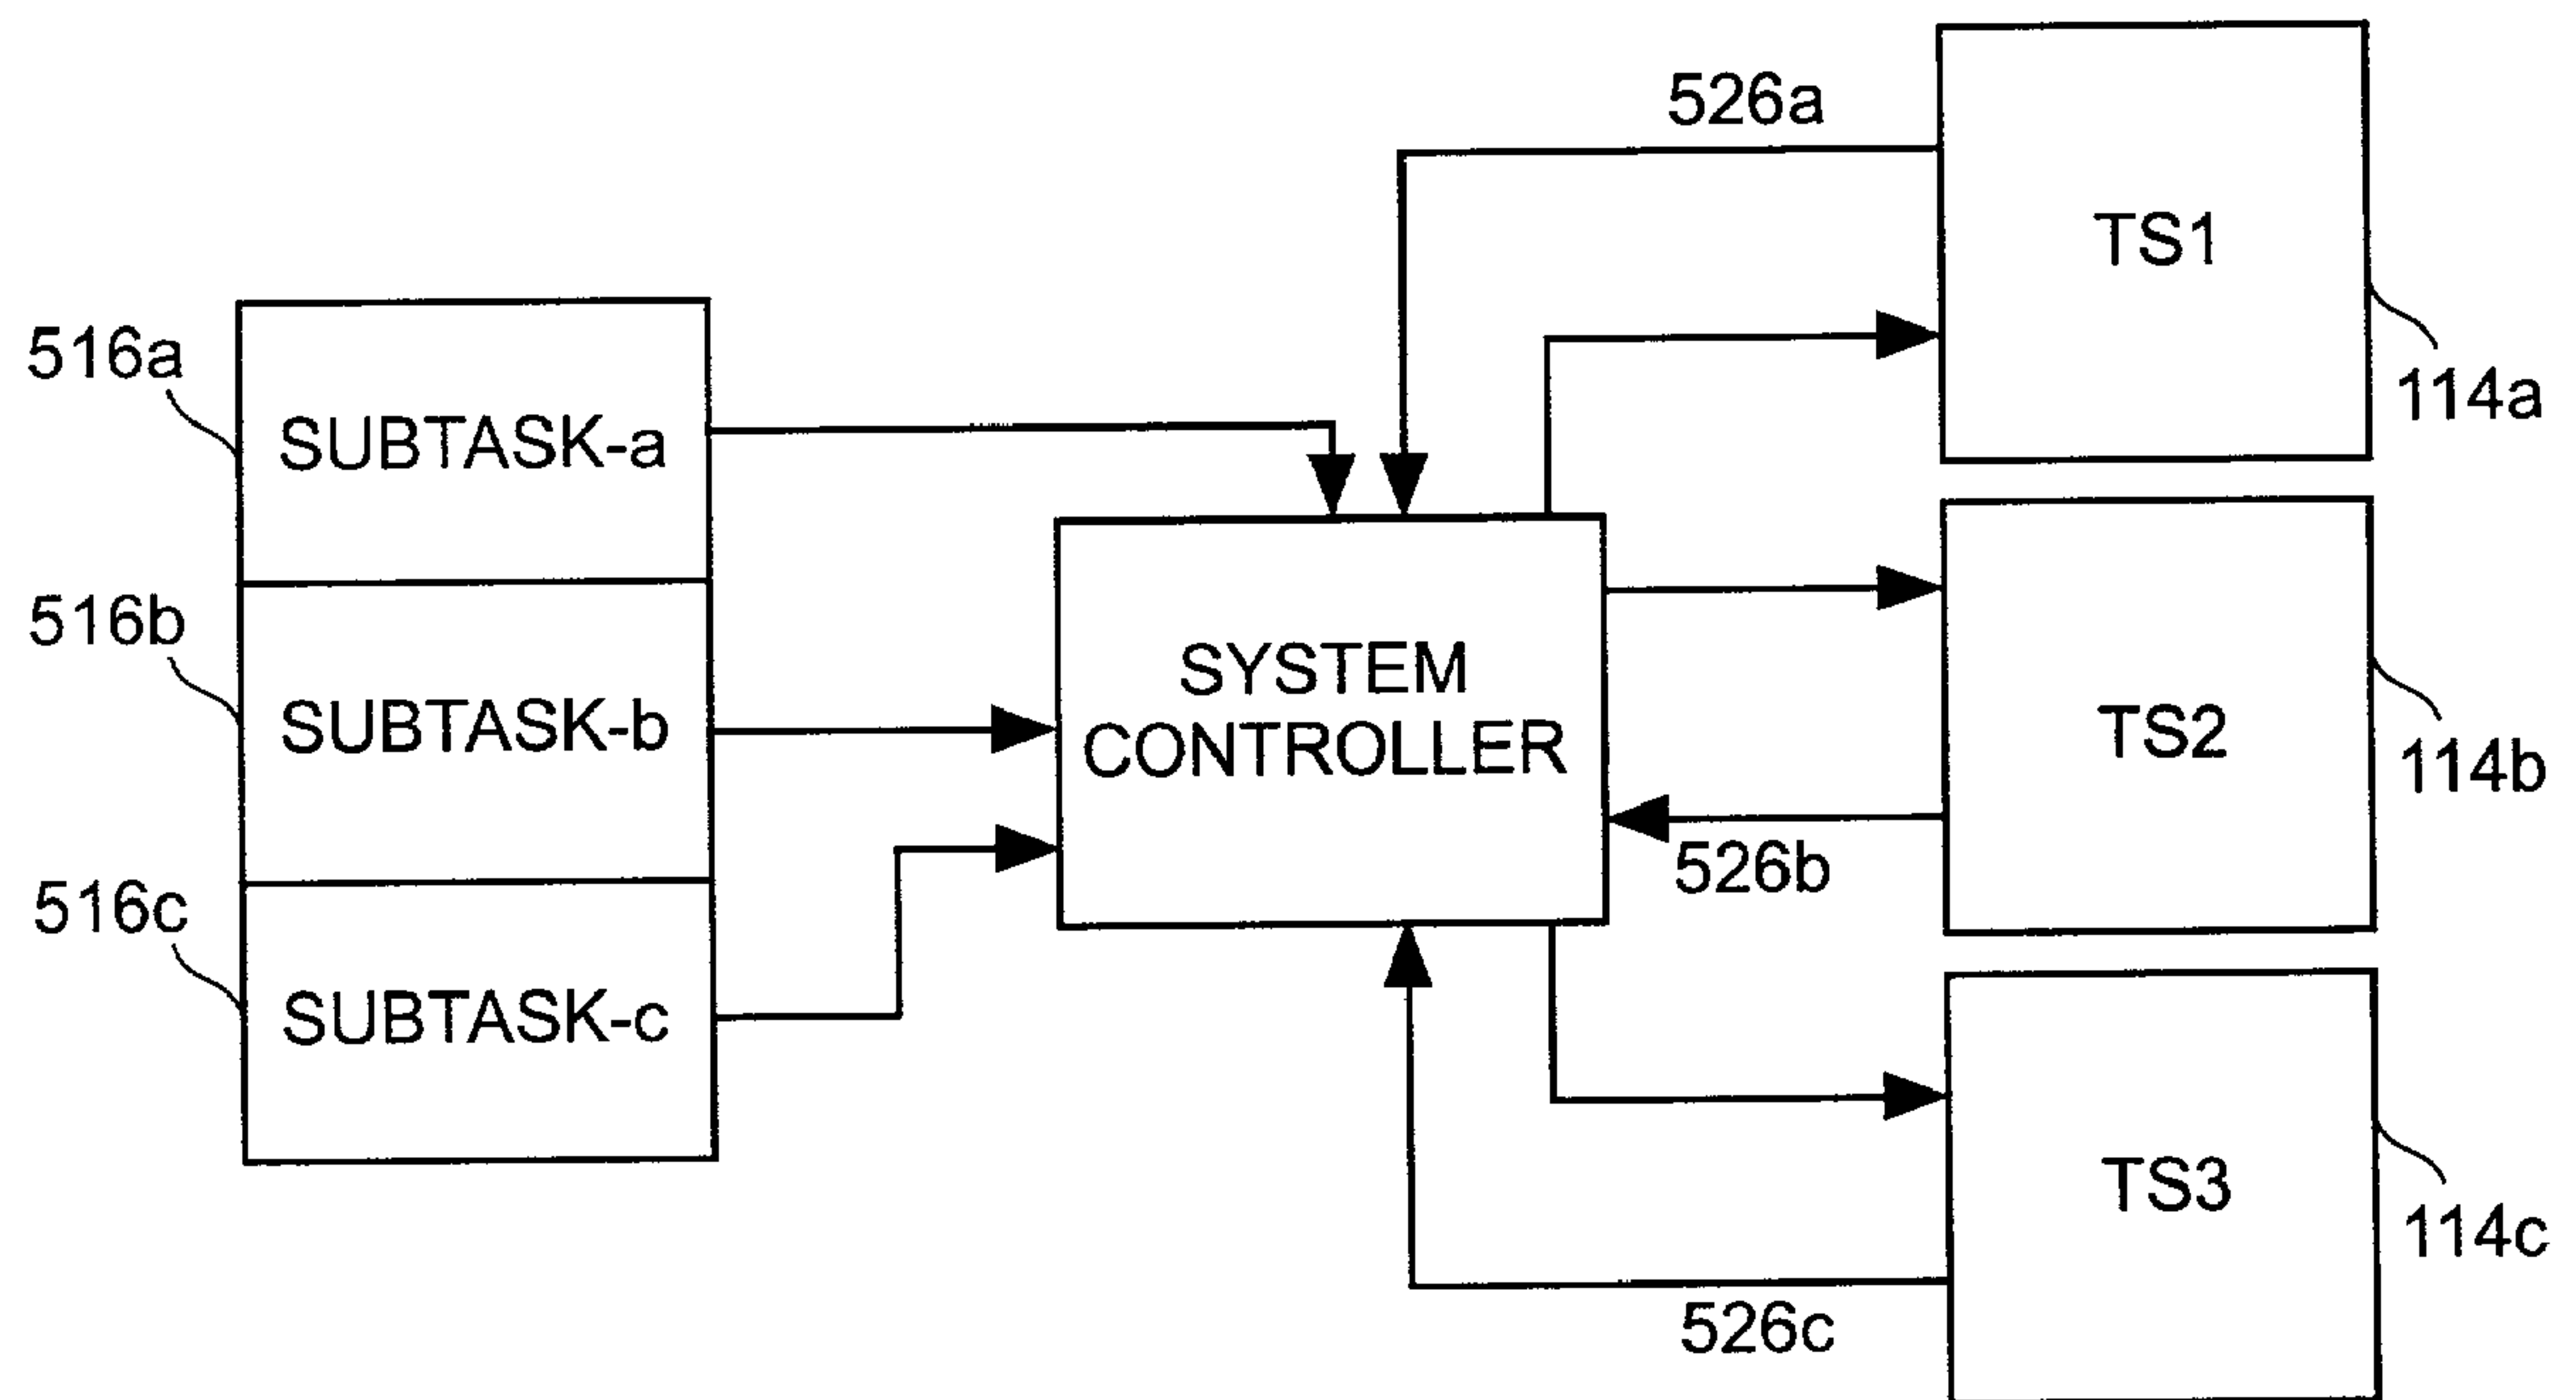 526a
TS1
114a
516a
SUBTASK-a
516b
SUBTASK-b
516c
SUBTASK-c
SYSTEM
CONTROLLER
TS2
114b
526b
TS3
114c
526c